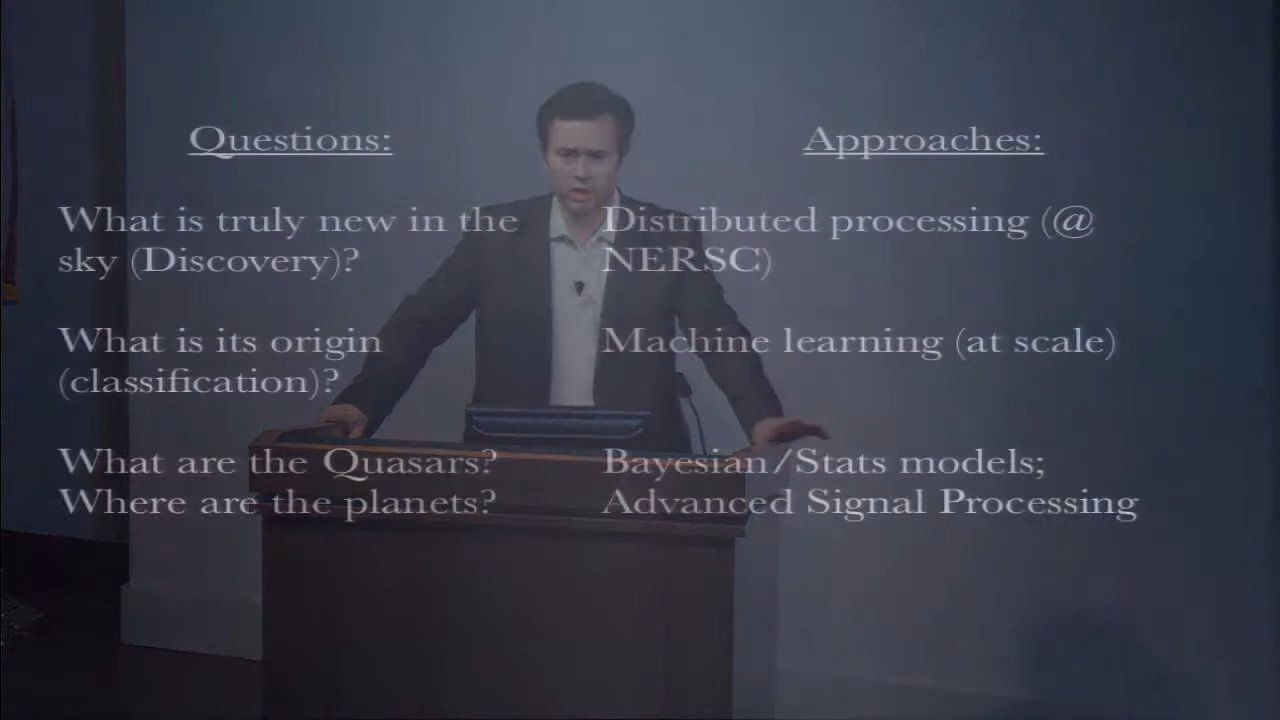 Questions:
What is truly new in the
sky (Discovery)?
What is its origin
(classification)?
What are the Quasars?
Where are the planets?
Approaches:
Distributed processing (@
NERSC)
Machine learning (at scale)
Bayesian/Stats models;
Advanced Signal Processing